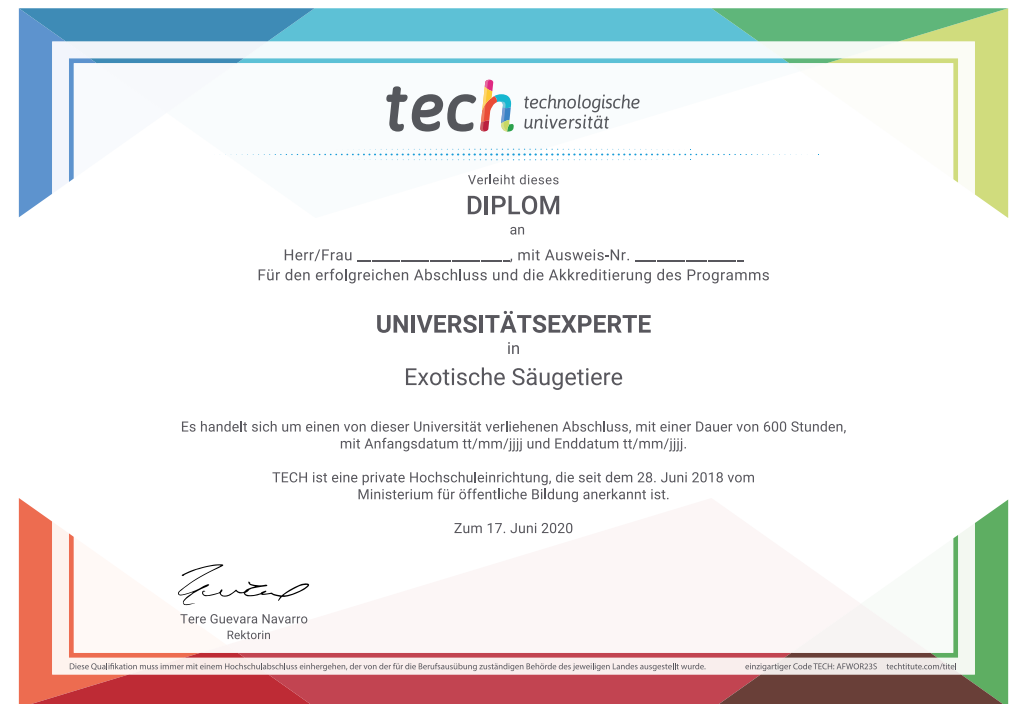 tech technologische
universität
Verleiht dieses
DIPLOM
an
Herr/Frau ____________________, mit Ausweis-Nr. ______________
Für den erfolgreichen Abschluss und die Akkreditierung des Programms
UNIVERSITÄTSEXPERTE
in
Exotische Säugetiere
Es handelt sich um einen von dieser Universität verliehenen Abschluss, mit einer Dauer von 600 Stunden,
mit Anfangsdatum tt/mm/jjjj und Enddatum tt/mm/jjjj.
TECH ist eine private Hochschuleinrichtung, die seit dem 28. Juni 2018 vom
Ministerium für öffentliche Bildung anerkannt ist.
Zum 17. Juni 2020
Tere Guevara Navarro
Rektorin
Diese Qualifikation muss immer mit einem Hochschulabschluss einhergehen, der von der für die Berufsausübung zuständigen Behörde des jeweiligen Landes ausgestellt wurde. einzigartiger Code TECH: AFWOR23S techtitute.com/titel